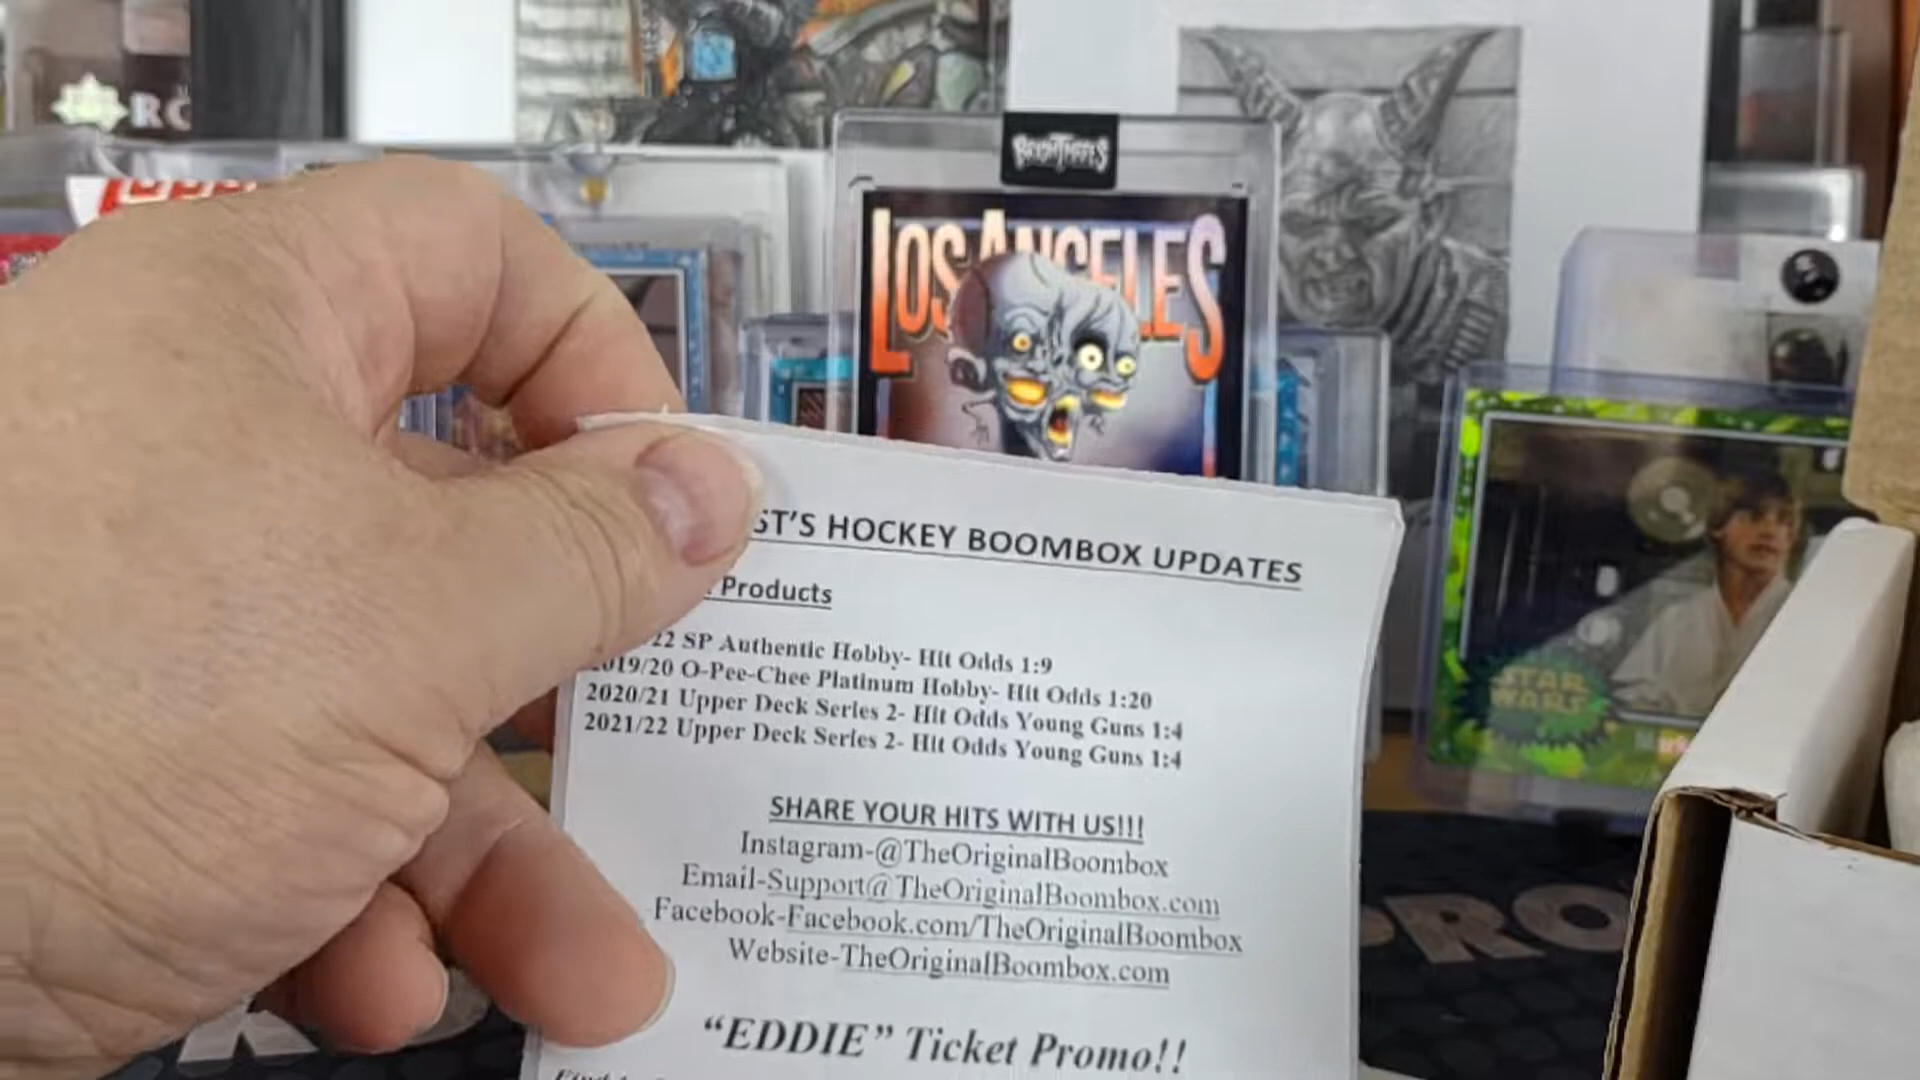 LOS ANGELES
ST'S HOCKEY BOOMBOX UPDATES
Products
22 SP Authentic Hobby- Hit Odds 1:9
2019/20 O-Pee-Chee Platinum Hobby- Hit Odds 1:20
2020/21 Upper Deck Series 2- Hit Odds Young Guns 1:4
2021/22 Upper Deck Series 2- Hit Odds Young Guns 1:4
SHARE YOUR HITS WITH US!!!
Instagram-@TheOriginalBoombox
Email-Support@TheOriginalBoombox.com
Facebook-Facebook.com/TheOriginalBoombox
Website-TheOriginalBoombox.com
“EDDIE” Ticket Promo!!
STAR
WARS
PRO